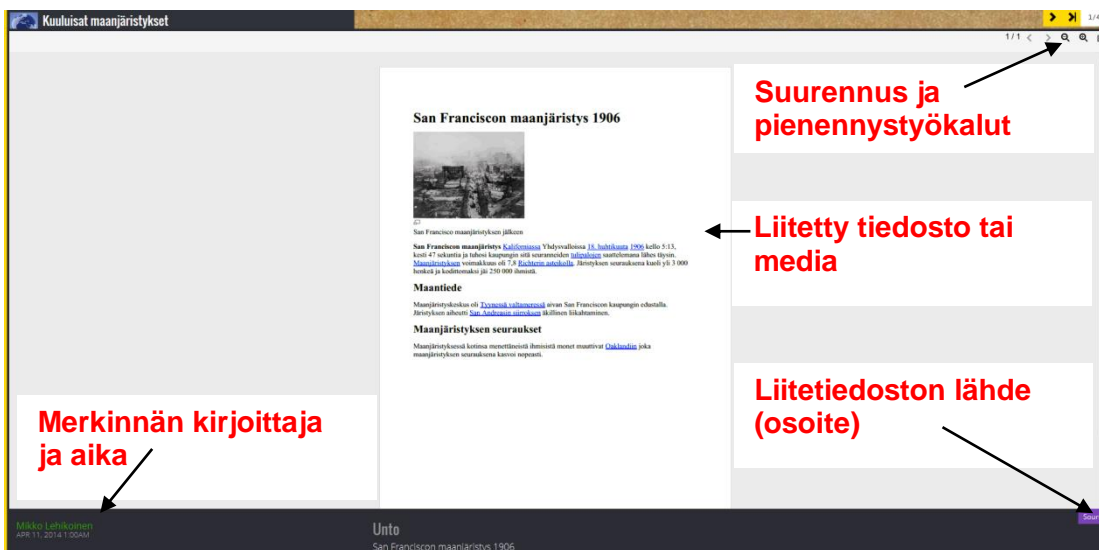 Kuuluisat maanjäristykset
1/4
1/1
Suurennus ja
pienennystyökalut
San Franciscon maanjäristys 1906
San Francisco maanjäristyksen jälkeen
San Franciscon maanjäristys Kaliforniassa Yhdysvalloissa 18. huhtikuuta 1906 kello 5:13,
kesti 47 sekuntia ja tuhosi kaupungin sitä seuranneiden tulipalojen saattelemana lähes täysin.
Maanjäristyksen voimakkuus oli 7,8 Richterin asteikolla. Järistyksen seurauksena kuoli yli 3 000
henkeä ja kodittomaksi jäi 250 000 ihmistä.
Liitetty tiedosto tai
media
Maantiede
Maanjäristyskeskus oli Tyynessä valtameressä aivan San Franciscon kaupungin edustalla.
Järistyksen aiheutti San Andreasin siirroksen äkillinen liikahtaminen.
Maanjäristyksen seuraukset
Maanjäristyksessä kotinsa menettäneistä ihmisistä monet muuttivat Oaklandiin joka
maanjäristyksen seurauksena kasvoi nopeasti.
Liitetiedoston lähde
(osoite)
Merkinnän kirjoittaja
ja aika
Mikko Lehikoinen
APR 11, 2014 1:00AM
Unto
San Franciscon maanjäristys 1906